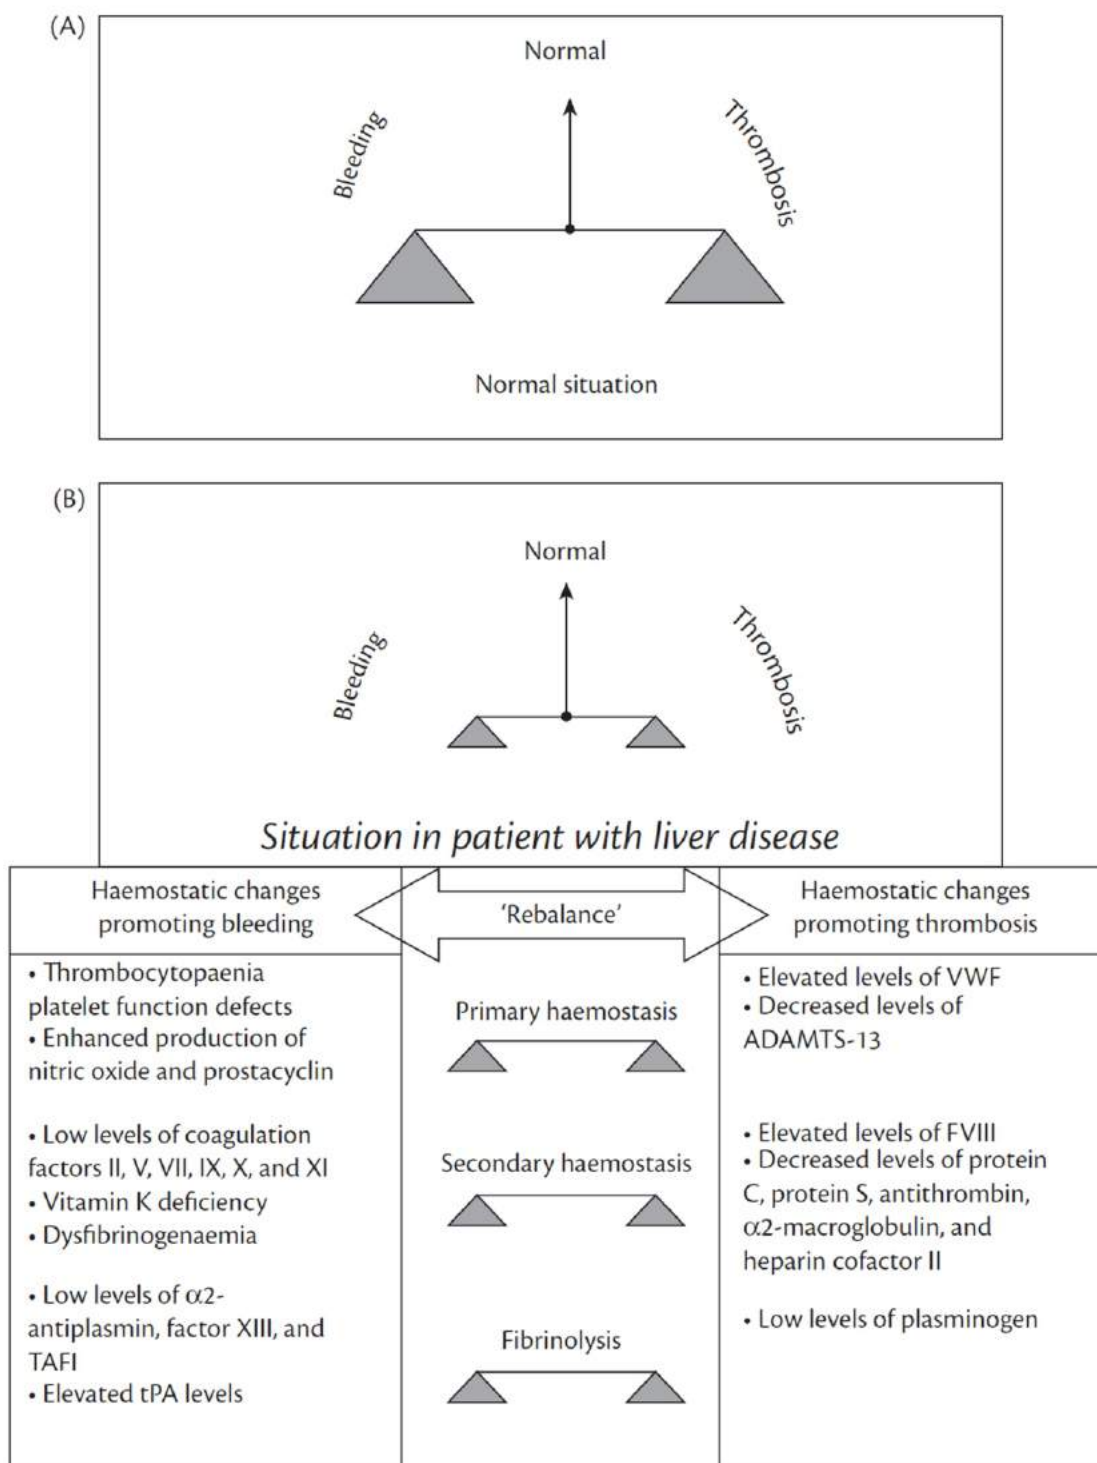 (A)
Normal
Bleeding
Thrombosis
Normal situation
(B)
Normal
Bleeding
Thrombosis
Situation in patient with liver disease
Haemostatic changes
promoting bleeding
'Rebalance'
Haemostatic changes
promoting thrombosis
• Thrombocytopaenia
platelet function defects
• Enhanced production of
nitric oxide and prostacyclin
Primary haemostasis
• Elevated levels of VWF
• Decreased levels of
ADAMTS-13
• Low levels of coagulation
factors II, V, VII, IX, X, and XI
• Vitamin K deficiency
• Dysfibrinogenaemia
Secondary haemostasis
• Elevated levels of FVIII
• Decreased levels of protein
C, protein S, antithrombin,
α2-macroglobulin, and
heparin cofactor II
• Low levels of α2-
antiplasmin, factor XIII, and
TAFI
• Elevated tPA levels
Fibrinolysis
• Low levels of plasminogen